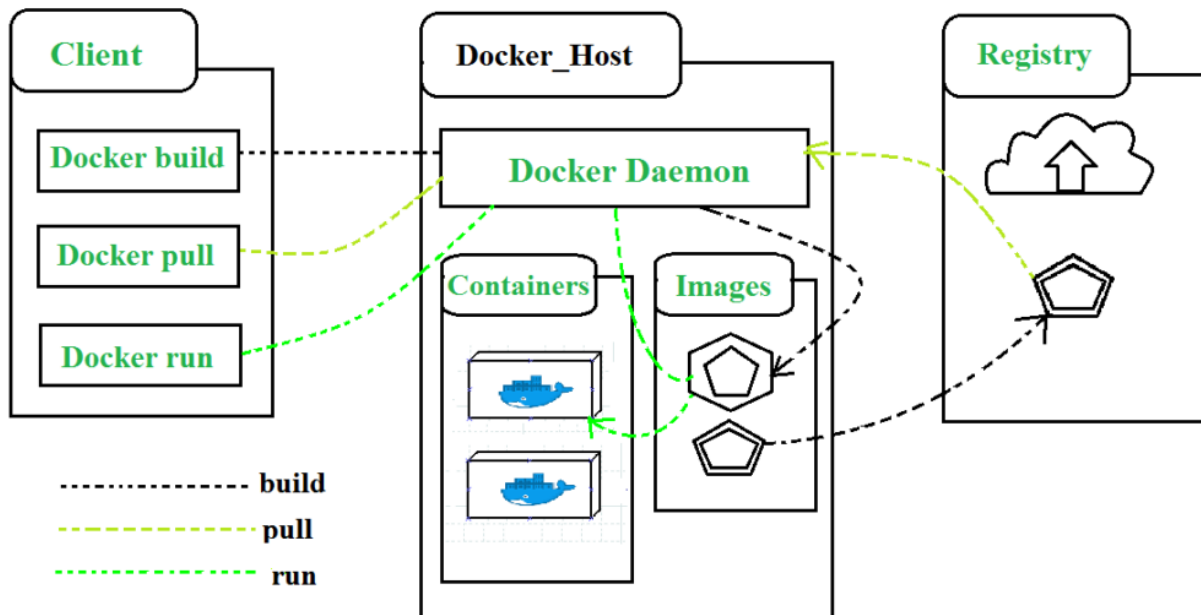 Client
Docker build
Docker pull
Docker run
Docker_Host
Docker Daemon
Containers
Images
Registry
build
pull
run